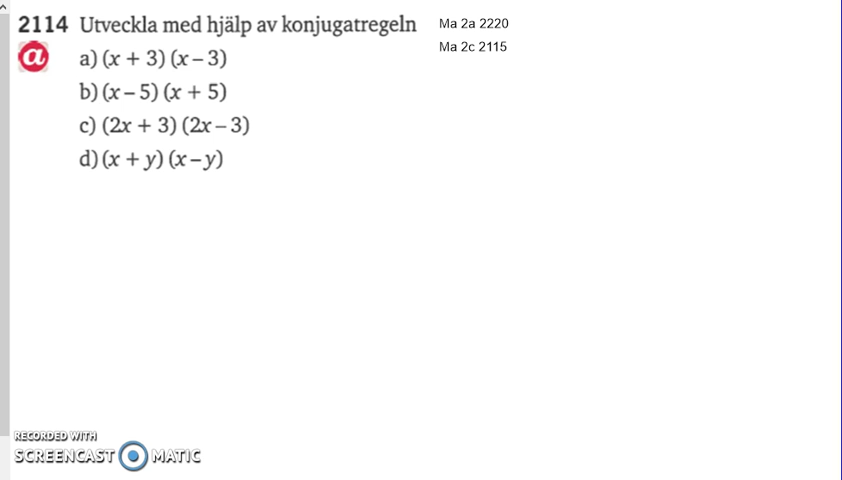 2114 Utveckla med hjälp av konjugatregeln
Ma 2a 2220
Ma 2c 2115
a
a) (x + 3) (x – 3)
b) (x – 5) (x + 5)
c) (2x + 3) (2x – 3)
d) (x + y) (x – y)
RECORDED WITH
SCREENCAST MATIC